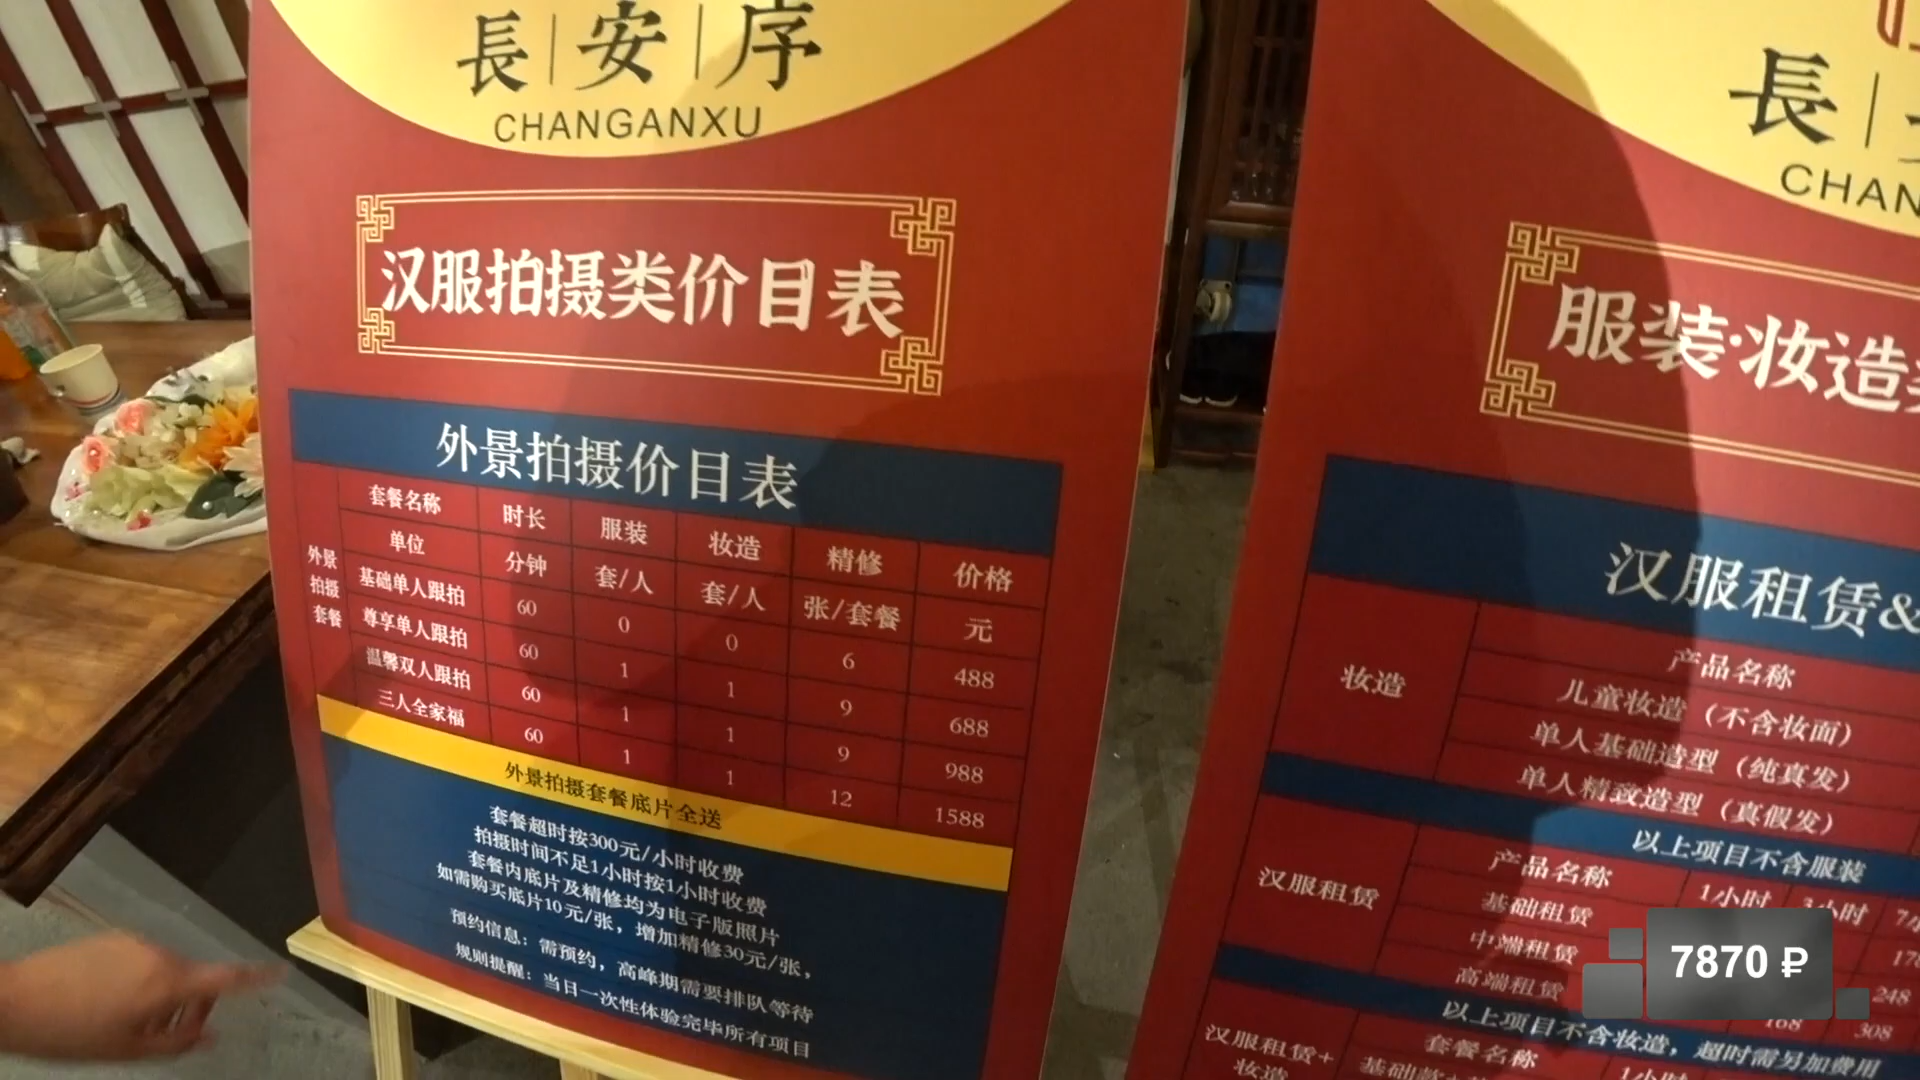 長 安 序
CHANGANXU
汉服拍摄类价目表
外景拍摄价目表
外景拍摄套餐
套餐名称 时长 服装 妆造 精修 价格
单位 分钟 套/人 套/人 张/套餐 元
基础单人跟拍 60 0 0 6 488
尊享单人跟拍 60 1 1 9 688
温馨双人跟拍 60 1 1 9 988
三人全家福 60 1 1 12 1588
外景拍摄套餐底片全送
套餐超时按300元/小时收费
拍摄时间不足1小时按1小时收费
套餐内底片及精修均为电子版照片
如需购买底片10元/张，增加精修30元/张，
预约信息：需预约，高峰期需要排队等待
规则提醒：当日一次性体验完毕所有项目
長
CHAN
服装·妆造
汉服租赁&
妆造
产品名称
儿童妆造（不含妆面）
单人基础造型（纯真发）
单人精致造型（真假发）
以上项目不含服装
汉服租赁
产品名称 1小时 3小时
基础租赁
中端租赁
高端租赁 248
168 308
以上项目不含妆造，超时需另加费用
汉服租赁+
妆造
套餐名称 1小时
7870 ₽